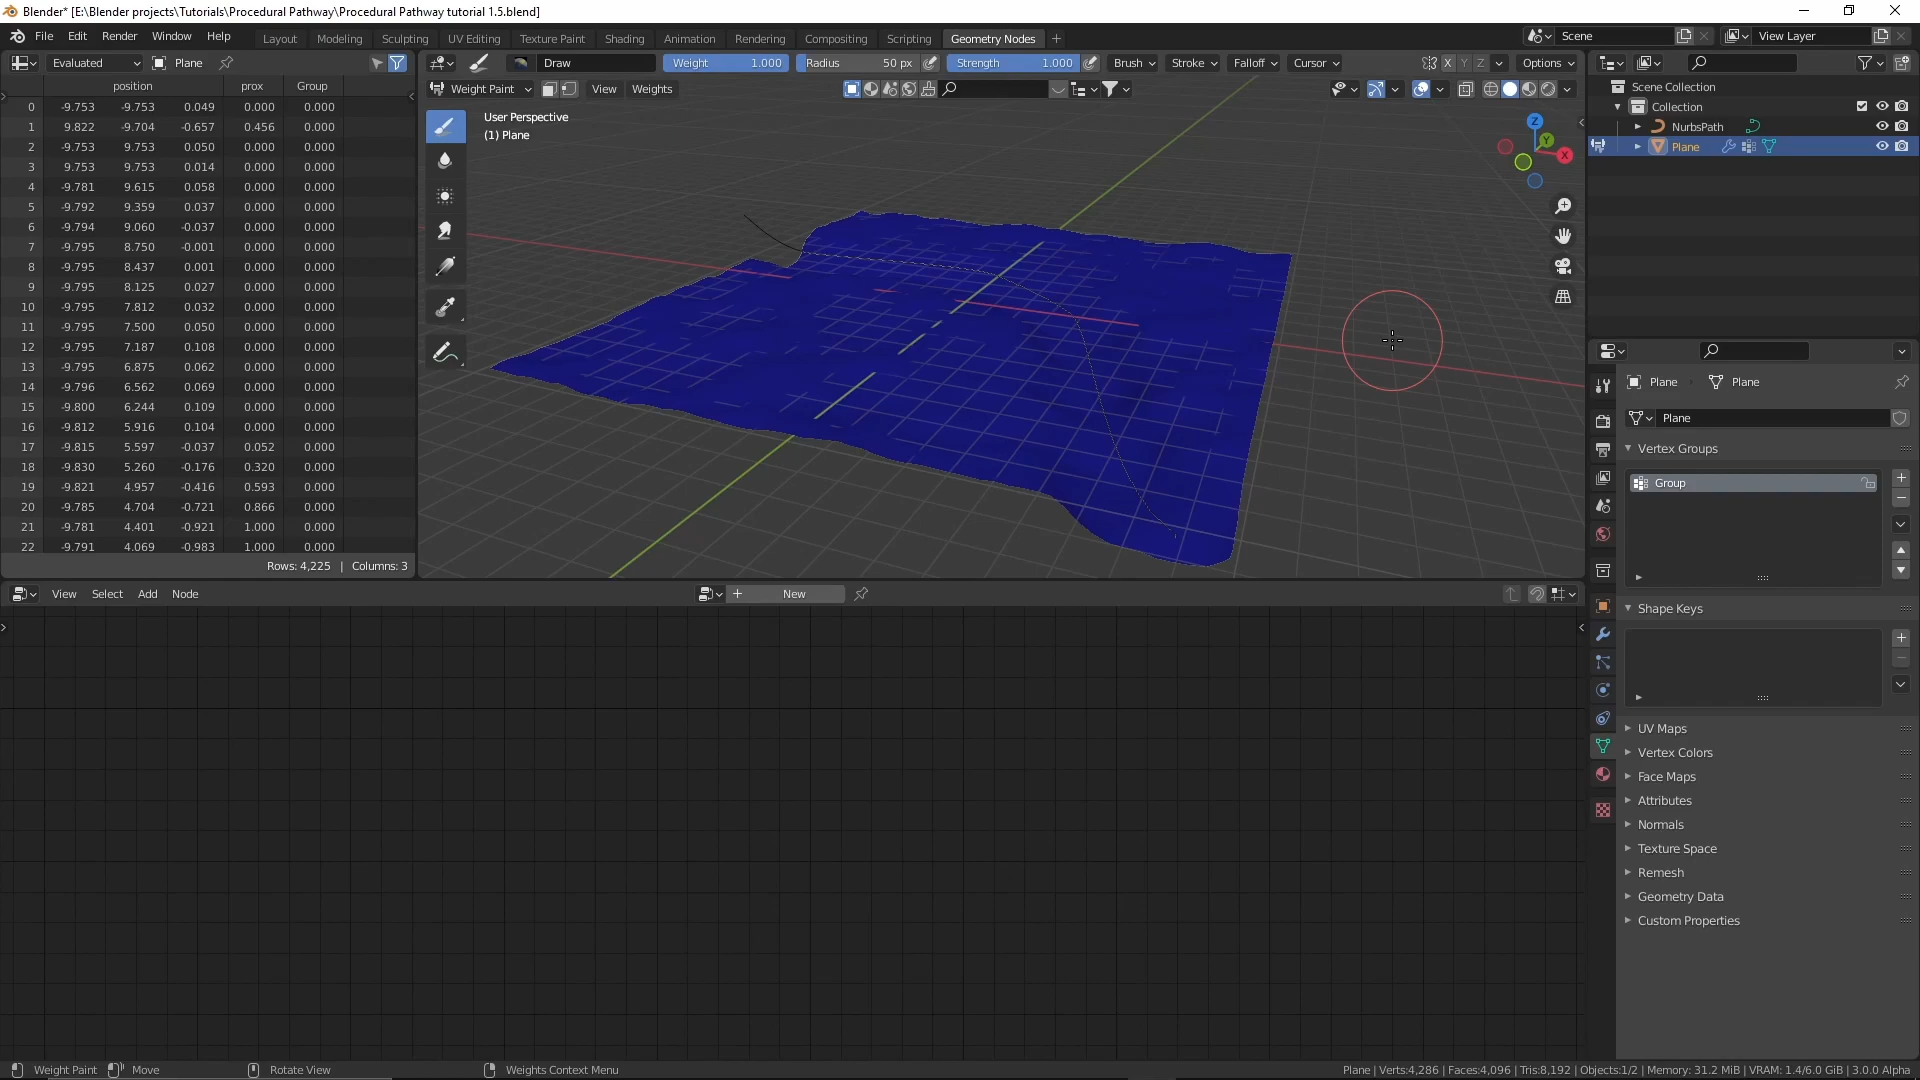 Blender* [E:\Blender projects\Tutorials\Procedural Pathway\Procedural Pathway tutorial 1.5.blend]
File Edit Render Window Help Layout Modeling Sculpting UV Editing Texture Paint Shading Animation Rendering Compositing Scripting Geometry Nodes + Scene View Layer
Evaluated Plane
position prox Group
0 -9.753 -9.753 0.049 0.000 0.000
1 9.822 -9.704 -0.657 0.456 0.000
2 -9.753 9.753 0.050 0.000 0.000
3 9.753 9.753 0.014 0.000 0.000
4 -9.781 9.615 0.058 0.000 0.000
5 -9.792 9.359 0.037 0.000 0.000
6 -9.794 9.060 -0.037 0.000 0.000
7 -9.795 8.750 -0.001 0.000 0.000
8 -9.795 8.437 0.001 0.000 0.000
9 -9.795 8.125 0.027 0.000 0.000
10 -9.795 7.812 0.032 0.000 0.000
11 -9.795 7.500 0.050 0.000 0.000
12 -9.795 7.187 0.108 0.000 0.000
13 -9.795 6.875 0.062 0.000 0.000
14 -9.796 6.562 0.069 0.000 0.000
15 -9.800 6.244 0.109 0.000 0.000
16 -9.812 5.916 0.104 0.000 0.000
17 -9.815 5.597 -0.037 0.052 0.000
18 -9.830 5.260 -0.176 0.320 0.000
19 -9.821 4.957 -0.416 0.593 0.000
20 -9.785 4.704 -0.721 0.866 0.000
21 -9.781 4.401 -0.921 1.000 0.000
22 -9.791 4.069 -0.983 1.000 0.000
Rows: 4,225 | Columns: 3
Draw Weight 1.000 Radius 50 px Strength 1.000 Brush Stroke Falloff Cursor X Y Z Options
Weight Paint View Weights
User Perspective
(1) Plane
Z
Y
X
Scene Collection
Collection
NurbsPath
Plane
Plane Plane
Plane
Vertex Groups
Group
Shape Keys
UV Maps
Vertex Colors
Face Maps
Attributes
Normals
Texture Space
Remesh
Geometry Data
Custom Properties
View Select Add Node + New
Weight Paint Move Rotate View Weights Context Menu Plane | Verts:4,286 | Faces:4,096 | Tris:8,192 | Objects:1/2 | Memory: 31.2 MiB | VRAM: 1.4/6.0 GiB | 3.0.0 Alpha